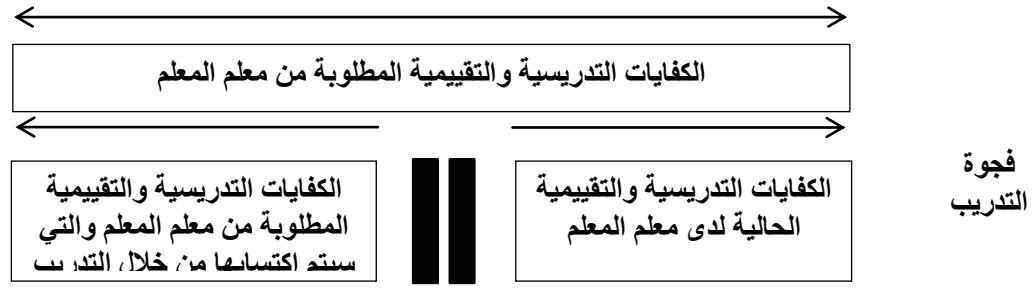 الكفايات التدريسية والتقييمية المطلوبة من معلم المعلم
فجوة
التدريب
الكفايات التدريسية والتقييمية
الحالية لدى معلم المعلم
الكفايات التدريسية والتقييمية
المطلوبة من معلم المعلم والتي
سيتم اكتسابها من خلال التدريب